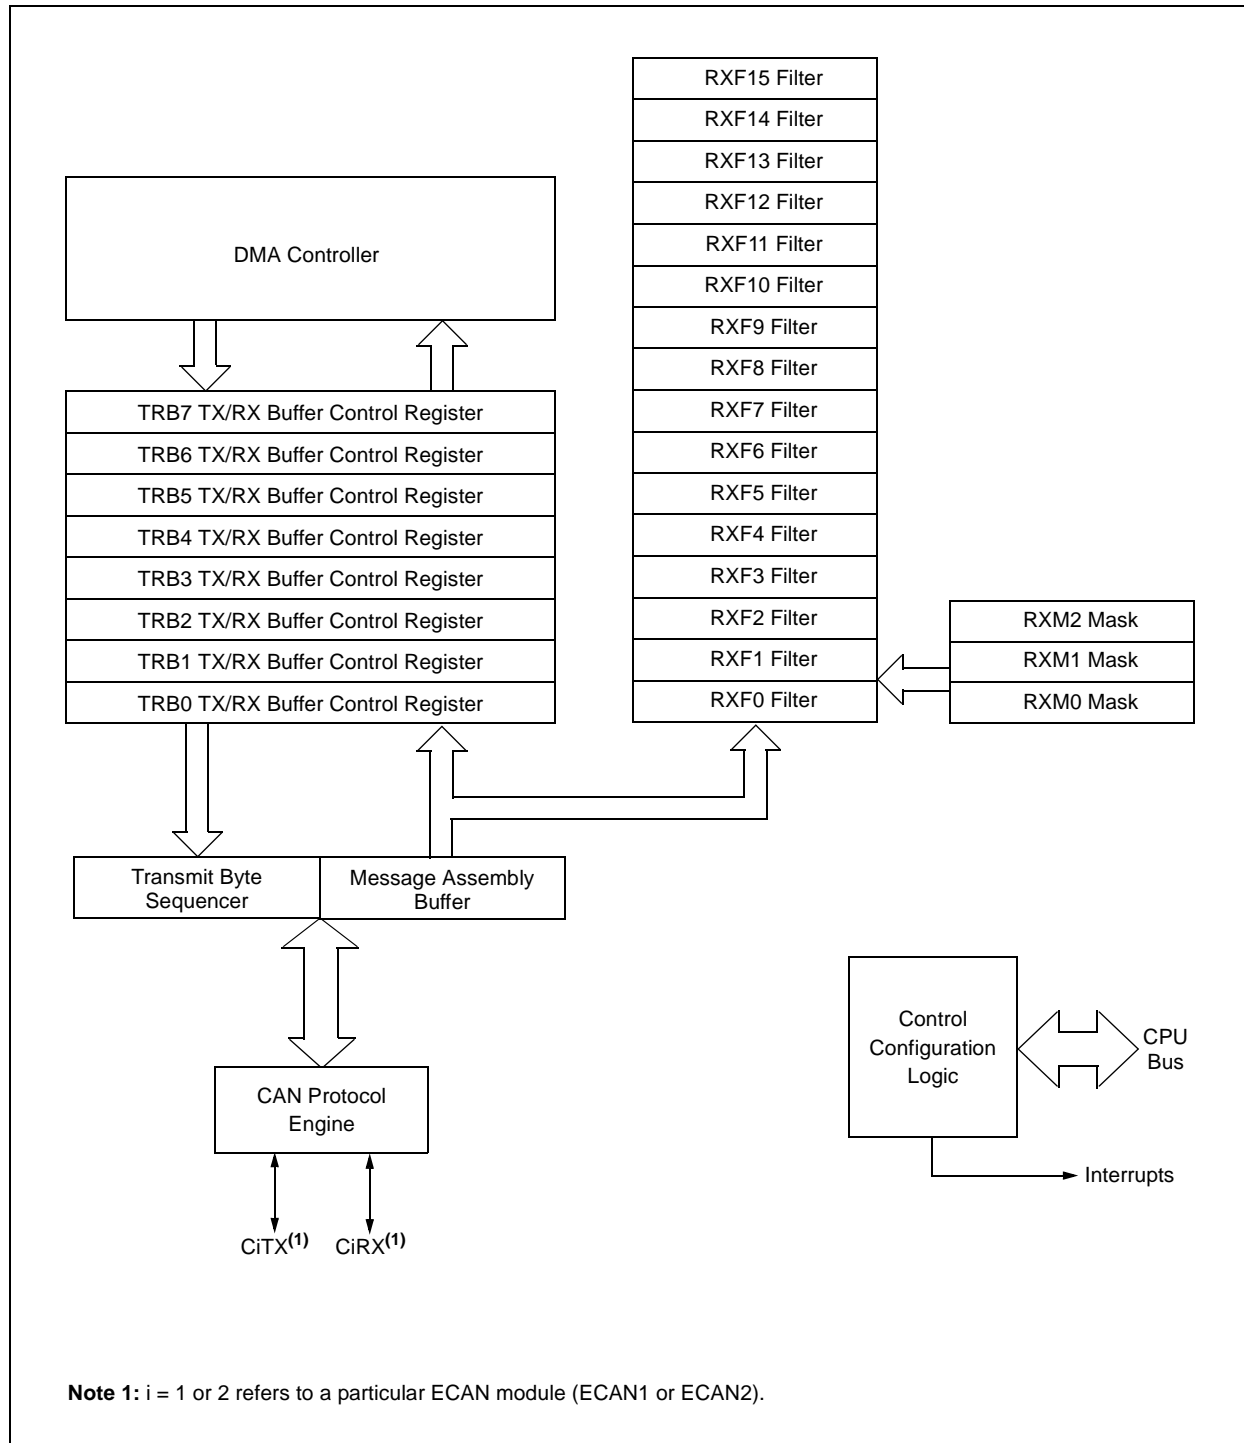 RXF15 Filter
RXF14 Filter
RXF13 Filter
RXF12 Filter
RXF11 Filter
RXF10 Filter
RXF9 Filter
RXF8 Filter
RXF7 Filter
RXF6 Filter
RXF5 Filter
RXF4 Filter
RXF3 Filter
RXF2 Filter
RXF1 Filter
RXF0 Filter
DMA Controller
TRB7 TX/RX Buffer Control Register
TRB6 TX/RX Buffer Control Register
TRB5 TX/RX Buffer Control Register
TRB4 TX/RX Buffer Control Register
TRB3 TX/RX Buffer Control Register
TRB2 TX/RX Buffer Control Register
TRB1 TX/RX Buffer Control Register
TRB0 TX/RX Buffer Control Register
RXM2 Mask
RXM1 Mask
RXM0 Mask
Transmit Byte
Sequencer
Message Assembly
Buffer
CAN Protocol
Engine
CiTX(1)
CiRX(1)
Control
Configuration
Logic
CPU
Bus
Interrupts
Note 1: i = 1 or 2 refers to a particular ECAN module (ECAN1 or ECAN2).